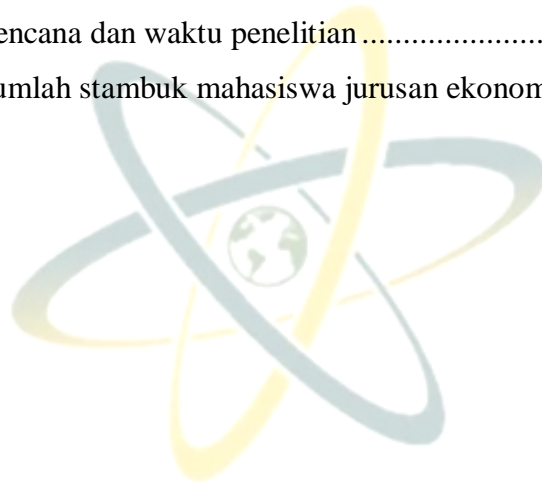 encana dan waktu penelitian ......................
umlah stambuk mahasiswa jurusan ekonom